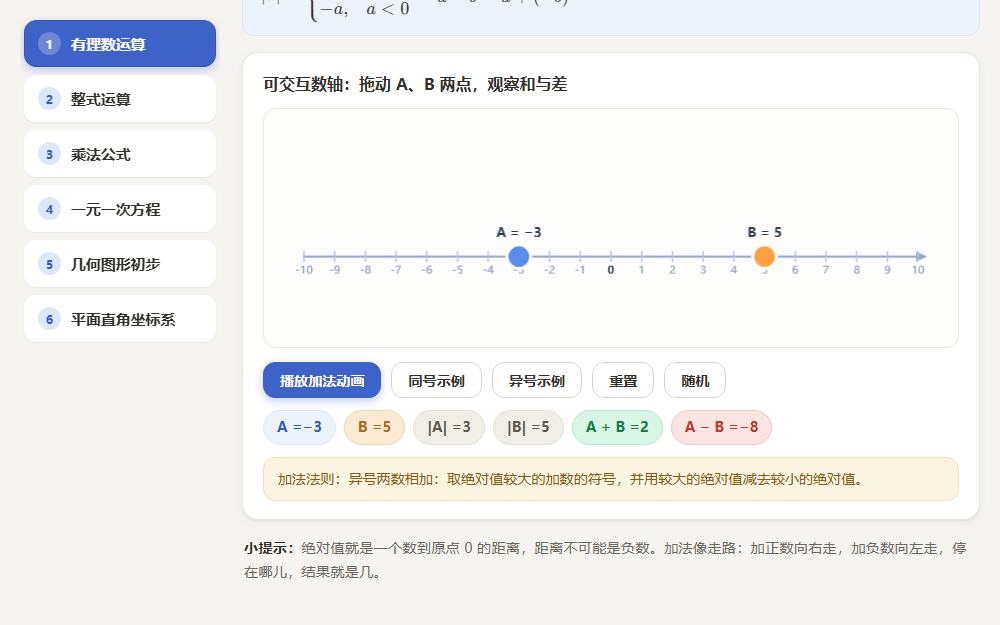 −a, a < 0
1 有理数运算
2 整式运算
3 乘法公式
4 一元一次方程
5 几何图形初步
6 平面直角坐标系
可交互数轴：拖动 A、B 两点，观察和与差
A = −3 B = 5
-10 -9 -8 -7 -6 -5 -4 -2 -1 0 1 2 3 4 6 7 8 9 10
播放加法动画 同号示例 异号示例 重置 随机
A =−3 B =5 |A| =3 |B| =5 A + B =2 A − B =−8
加法法则：异号两数相加：取绝对值较大的加数的符号，并用较大的绝对值减去较小的绝对值。
小提示：绝对值就是一个数到原点 0 的距离，距离不可能是负数。加法像走路：加正数向右走，加负数向左走，停
在哪儿，结果就是几。